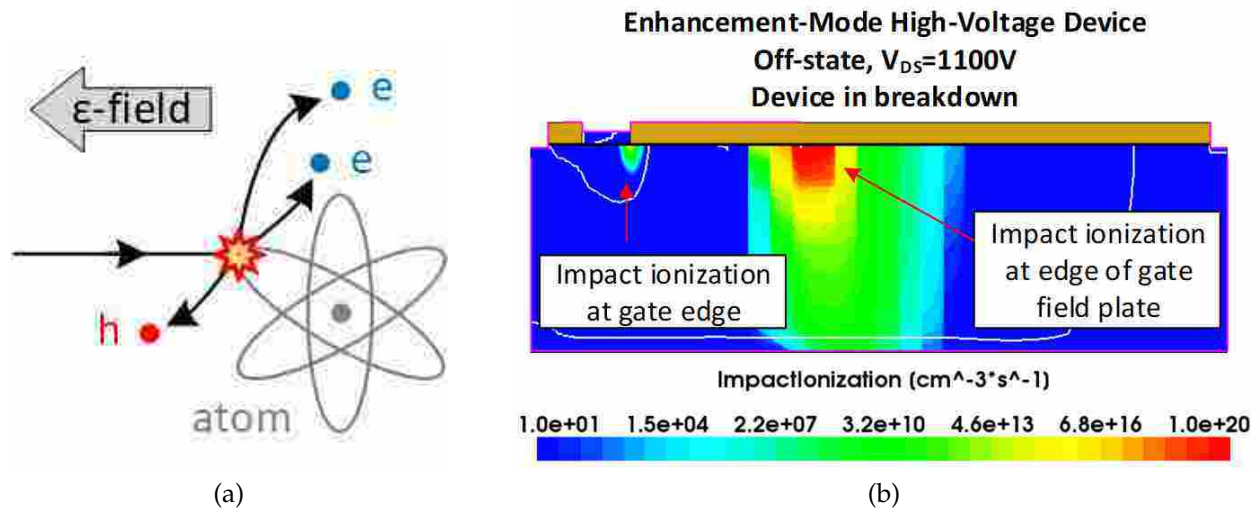 ε-field
e
e
h
atom
(a)
Enhancement-Mode High-Voltage Device
Off-state, V_DS=1100V
Device in breakdown
Impact ionization
at gate edge
Impact ionization
at edge of gate
field plate
ImpactIonization (cm^-3*s^-1)
1.0e+01 1.5e+04 2.2e+07 3.2e+10 4.6e+13 6.8e+16 1.0e+20
(b)